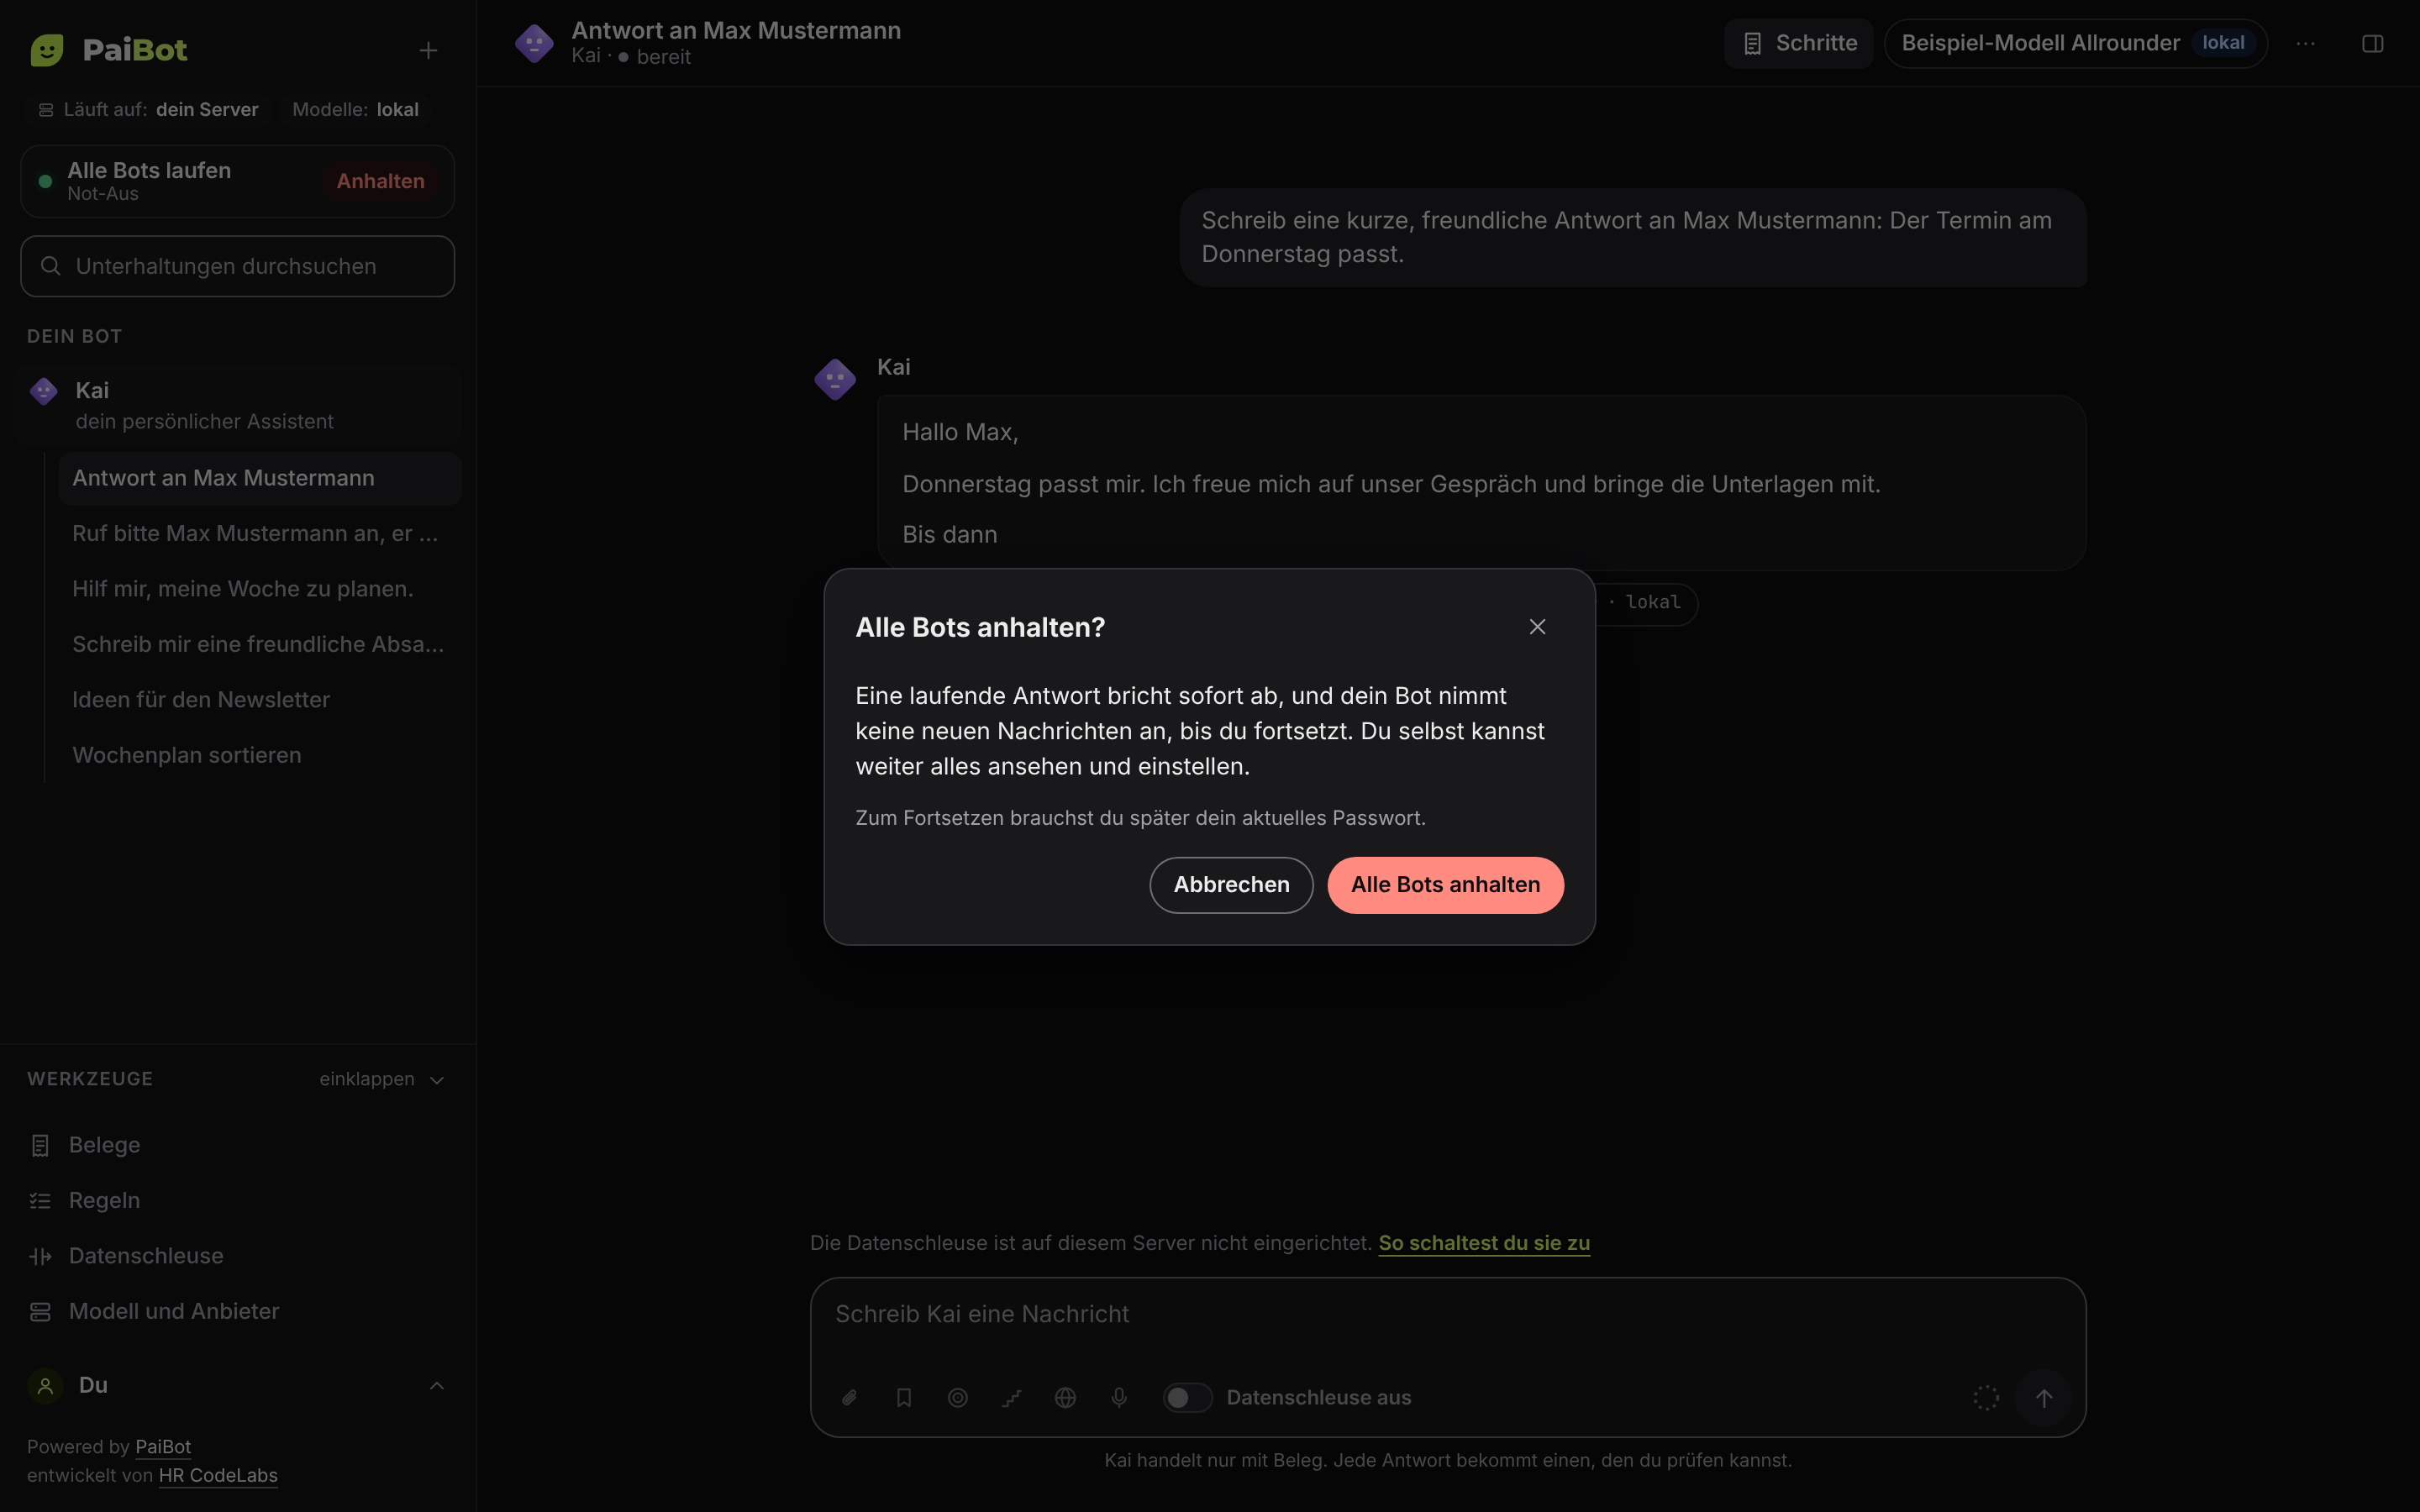 PaiBot
Läuft auf: dein Server Modelle: lokal
Alle Bots laufen
Not-Aus
Anhalten
Unterhaltungen durchsuchen
DEIN BOT
Kai
dein persönlicher Assistent
Antwort an Max Mustermann
Ruf bitte Max Mustermann an, er ...
Hilf mir, meine Woche zu planen.
Schreib mir eine freundliche Absa...
Ideen für den Newsletter
Wochenplan sortieren
WERKZEUGE einklappen
Belege
Regeln
Datenschleuse
Modell und Anbieter
Du
Powered by PaiBot
entwickelt von HR CodeLabs
Antwort an Max Mustermann
Kai · bereit
Schritte
Beispiel-Modell Allrounder lokal
Schreib eine kurze, freundliche Antwort an Max Mustermann: Der Termin am
Donnerstag passt.
Kai
Hallo Max,
Donnerstag passt mir. Ich freue mich auf unser Gespräch und bringe die Unterlagen mit.
Bis dann
· lokal
Alle Bots anhalten?
Eine laufende Antwort bricht sofort ab, und dein Bot nimmt
keine neuen Nachrichten an, bis du fortsetzt. Du selbst kannst
weiter alles ansehen und einstellen.
Zum Fortsetzen brauchst du später dein aktuelles Passwort.
Abbrechen Alle Bots anhalten
Die Datenschleuse ist auf diesem Server nicht eingerichtet. So schaltest du sie zu
Schreib Kai eine Nachricht
Datenschleuse aus
Kai handelt nur mit Beleg. Jede Antwort bekommt einen, den du prüfen kannst.